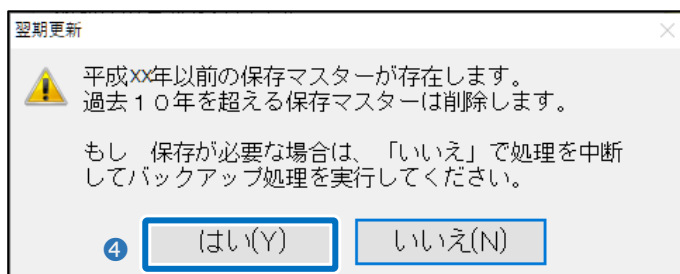 翌期更新
平成XX年以前の保存マスターが存在します。
過去１０年を超える保存マスターは削除します。
もし　保存が必要な場合は、「いいえ」で処理を中断
してバックアップ処理を実行してください。
❹ はい(Y) いいえ(N)